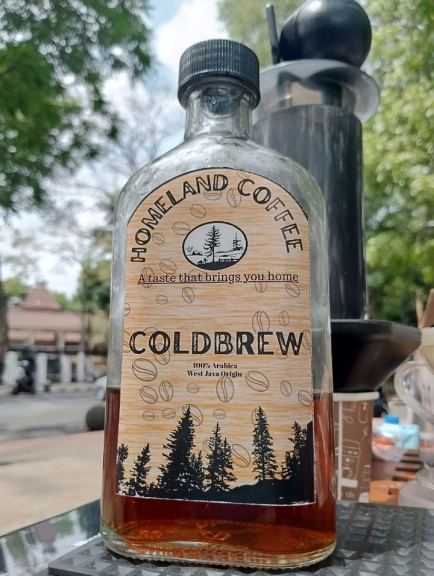 HOMELAND COFFEE
A taste that brings you home
COLDBREW
100% Arabica
West Java Origin